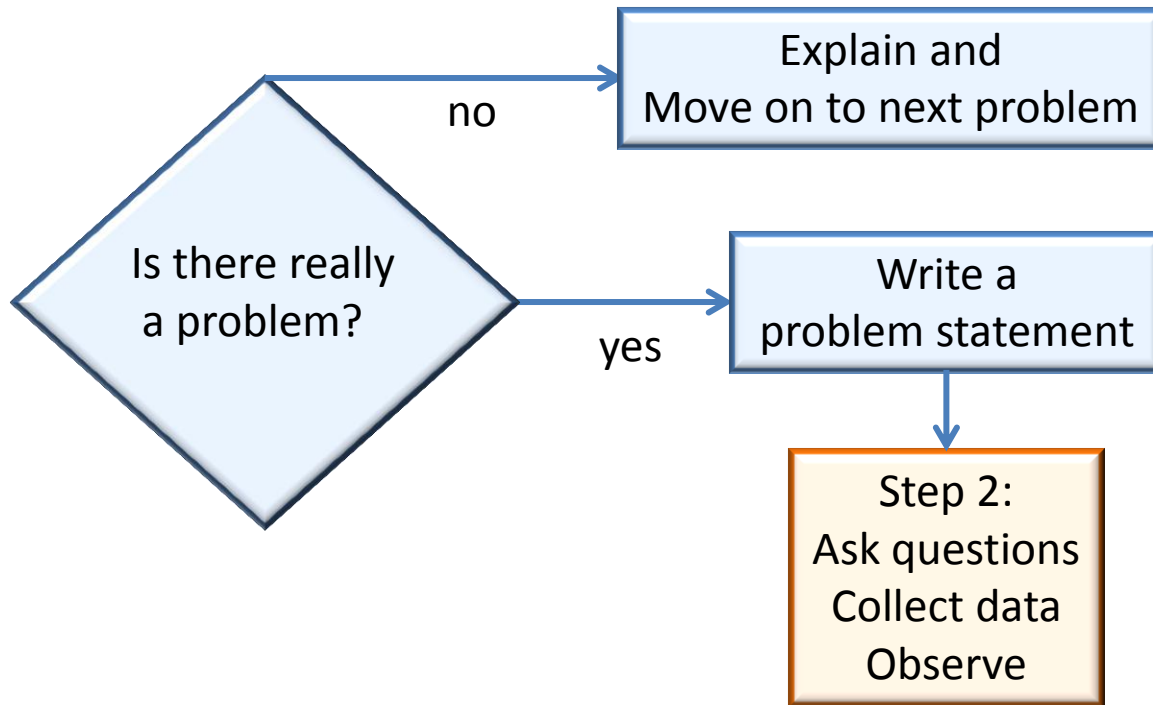 Explain and
Move on to next problem
no
Is there really
a problem?
Write a
problem statement
yes
Step 2:
Ask questions
Collect data
Observe